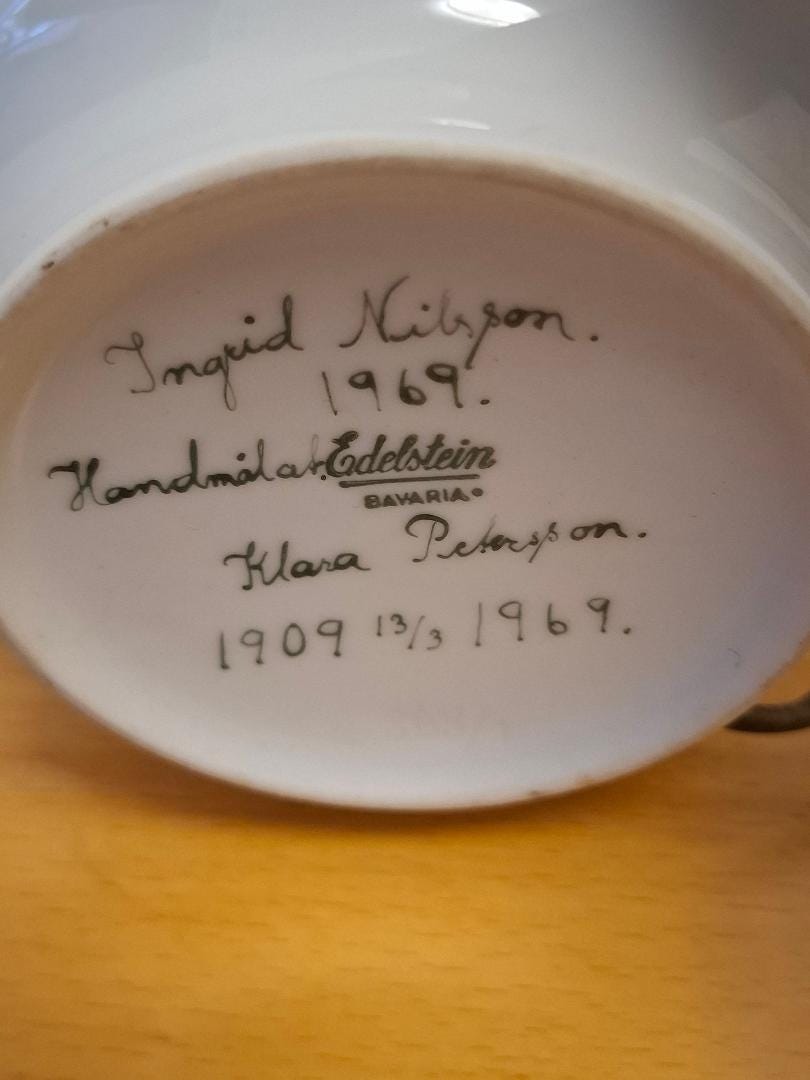 Ingrid Nilsson.
1969.
Handmålat. Edelstein
BAVARIA
Klara Petersson.
1909 13/3 1969.